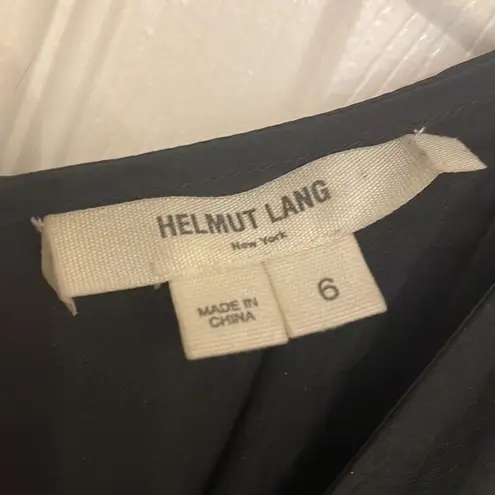 HELMUT LANG
New York
MADE IN
CHINA
6